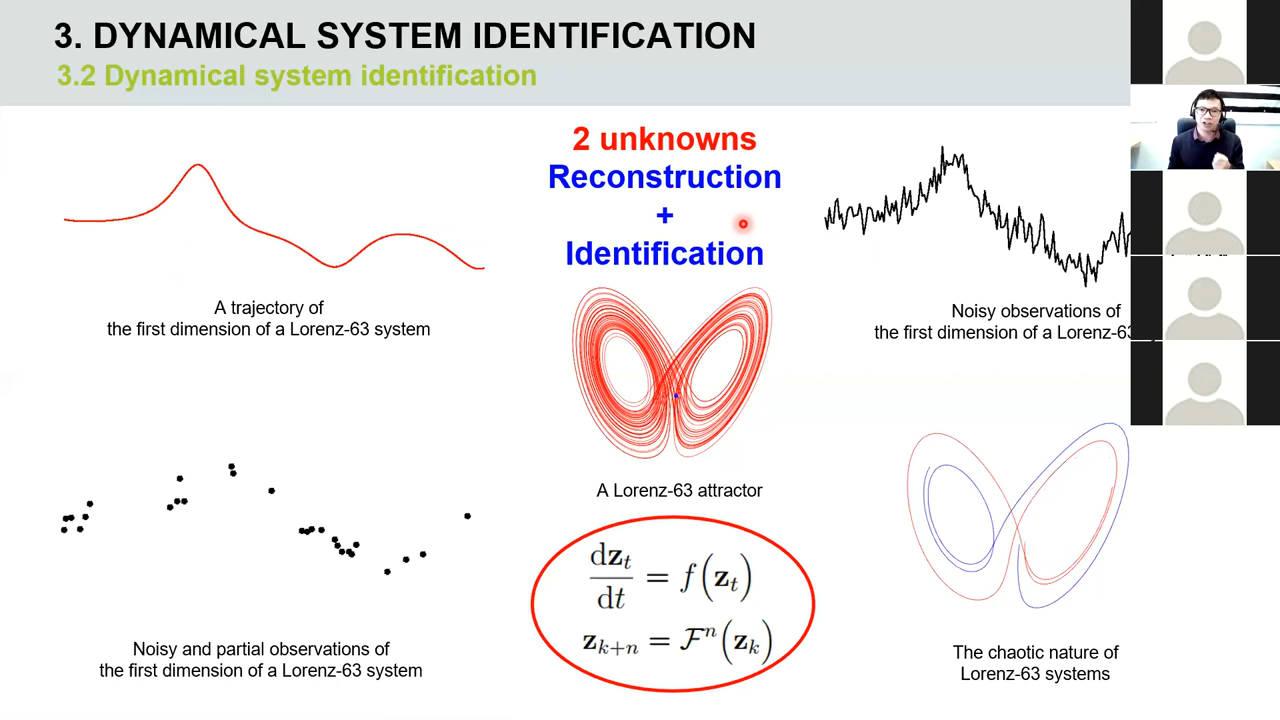 3. DYNAMICAL SYSTEM IDENTIFICATION
3.2 Dynamical system identification
2 unknowns
Reconstruction
+
Identification
A trajectory of
the first dimension of a Lorenz-63 system
Noisy observations of
the first dimension of a Lorenz-63
A Lorenz-63 attractor
Noisy and partial observations of
the first dimension of a Lorenz-63 system
dz_t/dt = f(z_t)
z_{k+n} = F^n(z_k)
The chaotic nature of
Lorenz-63 systems